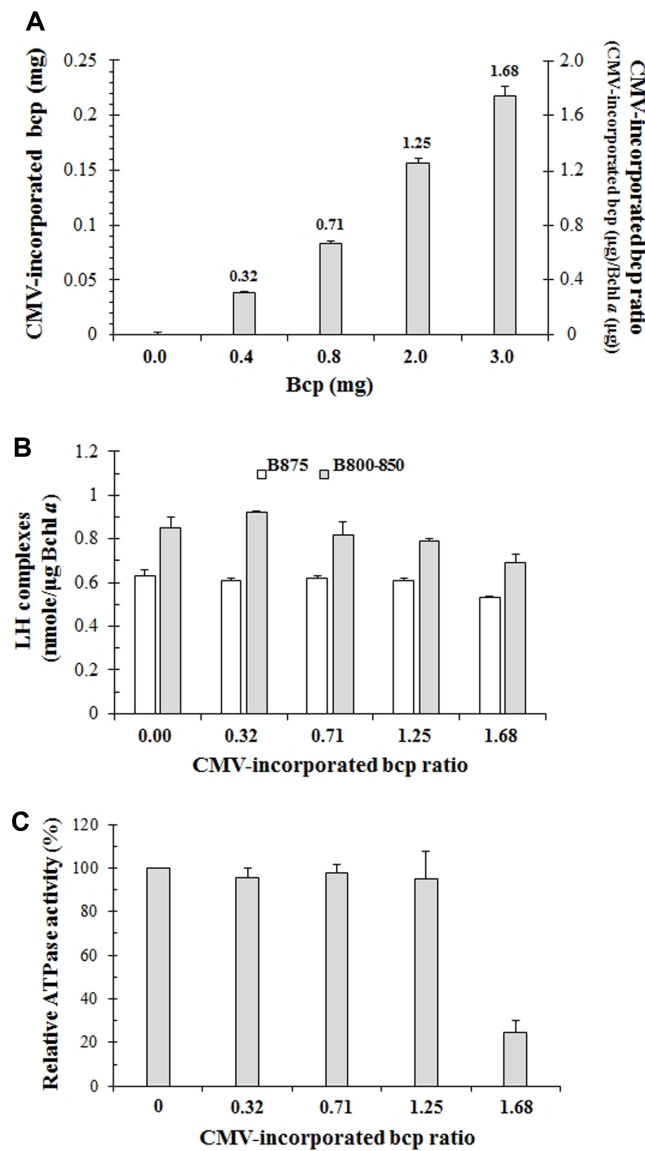 A
CMV-incorporated bcp (mg)
0.25
0.2
0.15
0.1
0.05
0
0.32
0.71
1.25
1.68
2.0
1.6
1.2
0.8
0.4
0
CMV-incorporated bcp ratio
(CMV-incorporated bcp (µg)/Bchl a (µg))
0.0 0.4 0.8 2.0 3.0
Bcp (mg)
B
LH complexes
(nmole/µg Bchl a)
1.2
1
0.8
0.6
0.4
0.2
0
B875 B800-850
0.00 0.32 0.71 1.25 1.68
CMV-incorporated bcp ratio
C
Relative ATPase activity (%)
120
100
80
60
40
20
0
0 0.32 0.71 1.25 1.68
CMV-incorporated bcp ratio